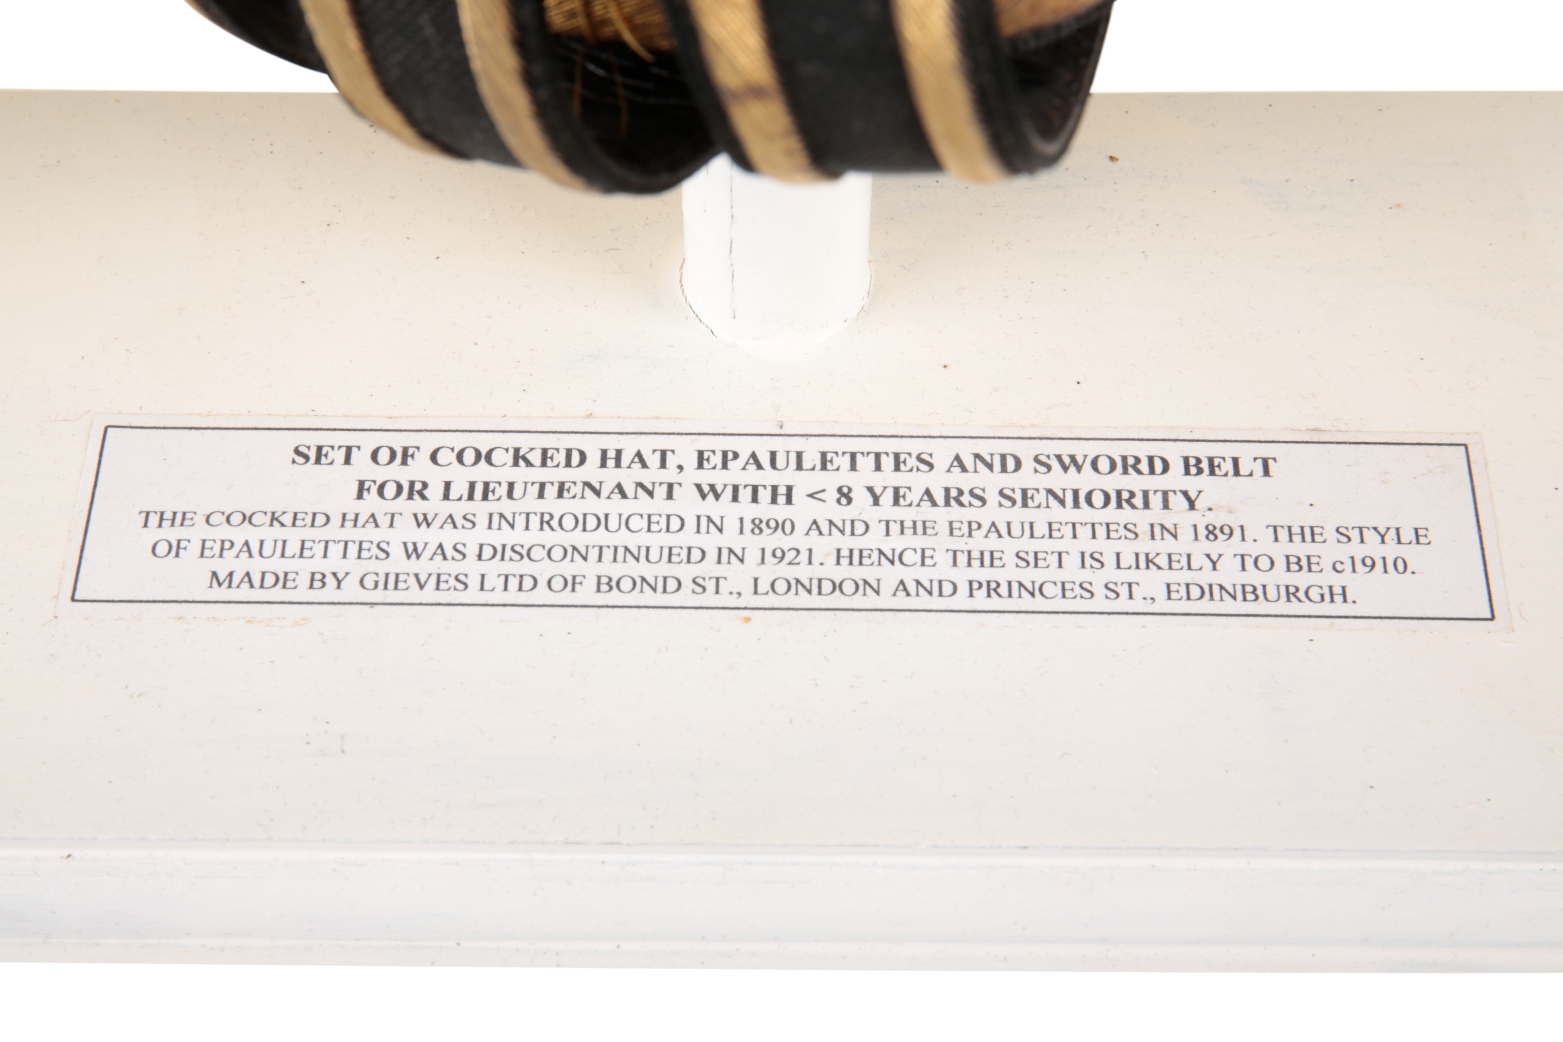 SET OF COCKED HAT, EPAULETTES AND SWORD BELT
FOR LIEUTENANT WITH < 8 YEARS SENIORITY.
THE COCKED HAT WAS INTRODUCED IN 1890 AND THE EPAULETTES IN 1891. THE STYLE
OF EPAULETTES WAS DISCONTINUED IN 1921. HENCE THE SET IS LIKELY TO BE c1910.
MADE BY GIEVES LTD OF BOND ST., LONDON AND PRINCES ST., EDINBURGH.